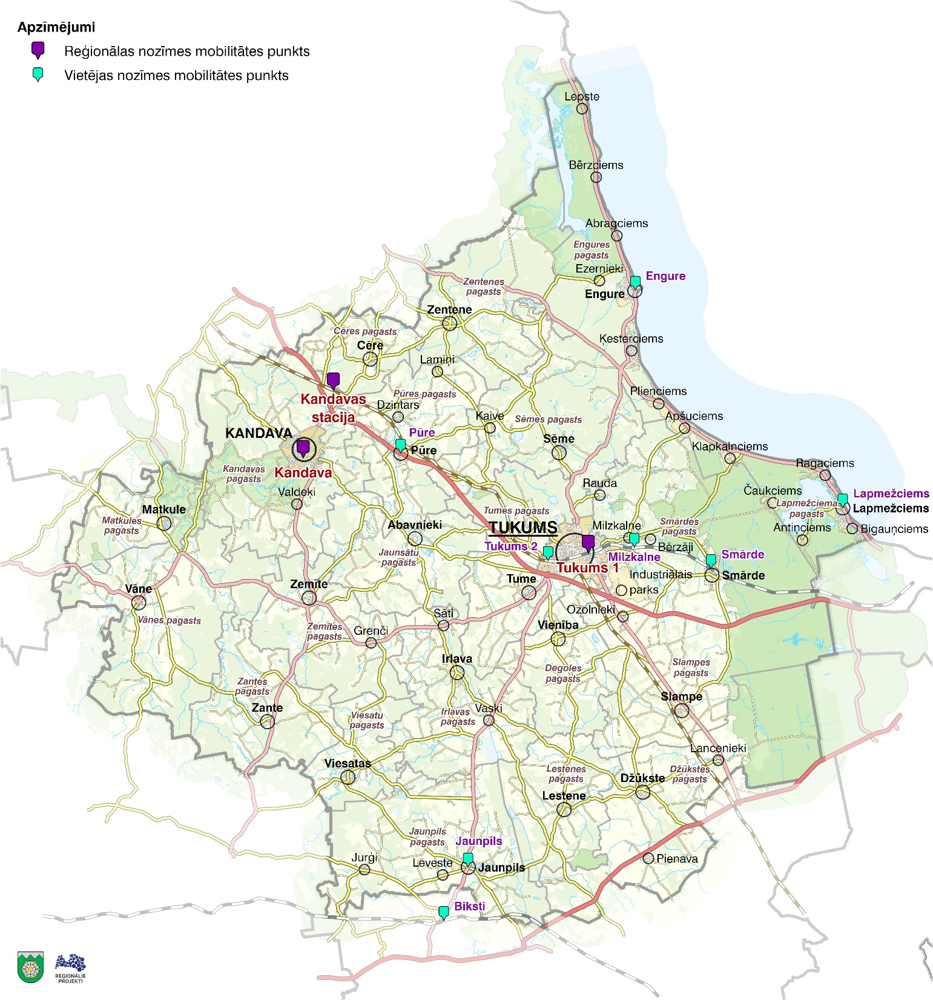 Apzīmējumi
Reģionālas nozīmes mobilitātes punkts
Vietējas nozīmes mobilitātes punkts
Lepste
Bērzciems
Abragciems
Engures
pagasts
Ezernieki
Engure
Engure
Zentenes
pagasts
Zentene
Cēres pagasts
Cēre
Ķesterciems
Lamiņi
Plieņciems
Kandavas
stacija
Pūres pagasts
Dzintars
Kaive
Sēmes pagasts
Apšuciems
KANDAVA
Pūre
Pūre
Sēme
Klapkalnciems
Kandava
Kandavas
pagasts
Ragaciems
Valdeķi
Rauda
Čaukciems
Lapmežciems
Lapmežciema
pagasts
Lapmežciems
Matkule
Matkules
pagasts
Tumes pagasts
Abavnieki
TUKUMS
Milzkalne
Smārdes
pagasts
Antiņciems
Bigauņciems
Tukums 2
Bērzāji
Jaunsātu
pagasts
Milzkalne
Smārde
Tukums 1
Smārde
Industriālais
parks
Tume
Zemīte
Vāne
Ozolnieki
Sāti
Vānes pagasts
Zemītes
pagasts
Grenči
Vienība
Irlava
Degoles
pagasts
Slampes
pagasts
Zantes
pagasts
Zante
Slampe
Viesatu
pagasts
Irlavas
pagasts
Vaski
Lancenieki
Viesatas
Lestenes
pagasts
Džūkstes
pagasts
Džūkste
Lestene
Jaunpils
pagasts
Jaunpils
Jurģi
Leveste
Jaunpils
Pienava
Biksti
REGIONĀLIE
PROJEKTI